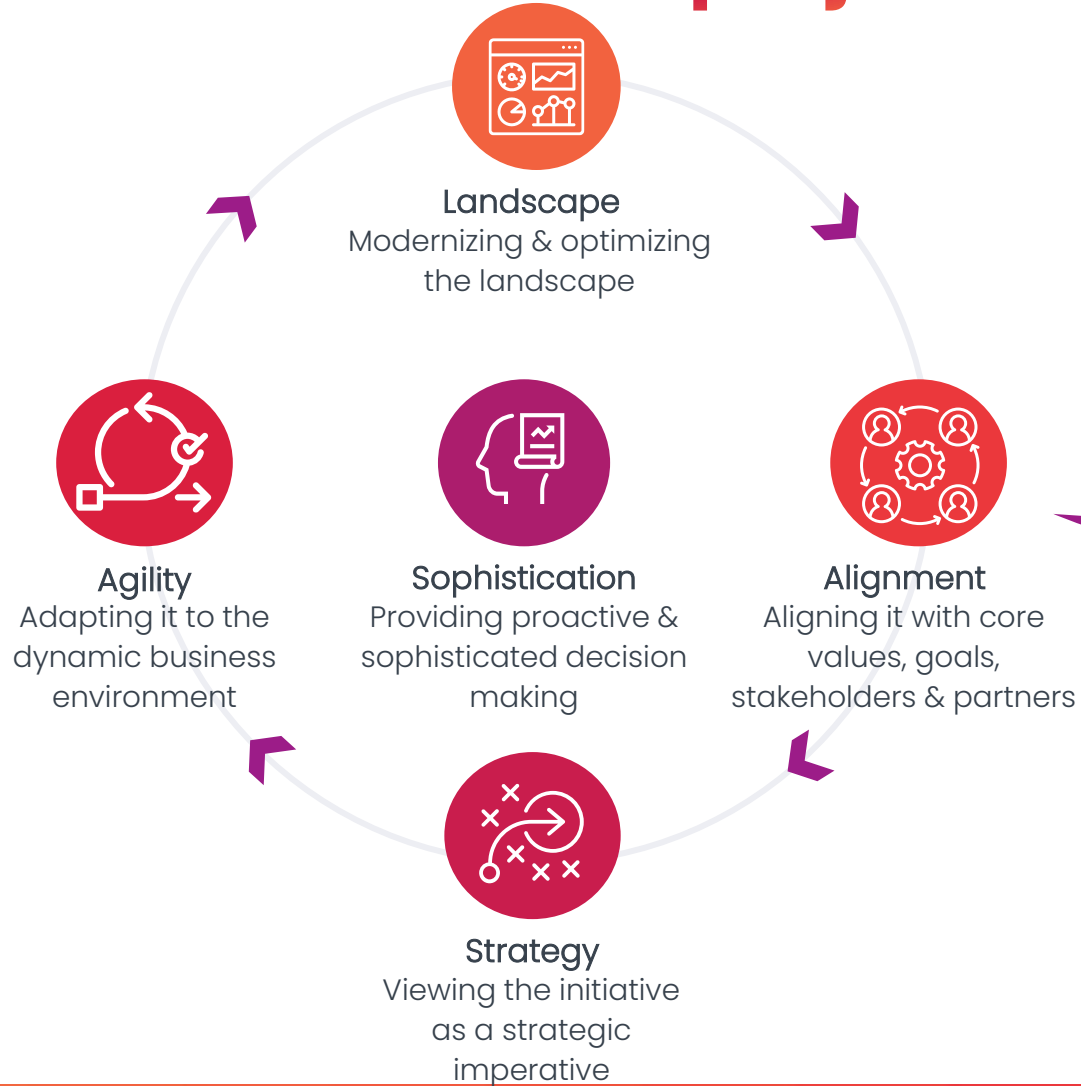 Landscape
Modernizing & optimizing
the landscape
Agility
Adapting it to the
dynamic business
environment
Sophistication
Providing proactive &
sophisticated decision
making
Alignment
Aligning it with core
values, goals,
stakeholders & partners
Strategy
Viewing the initiative
as a strategic
imperative